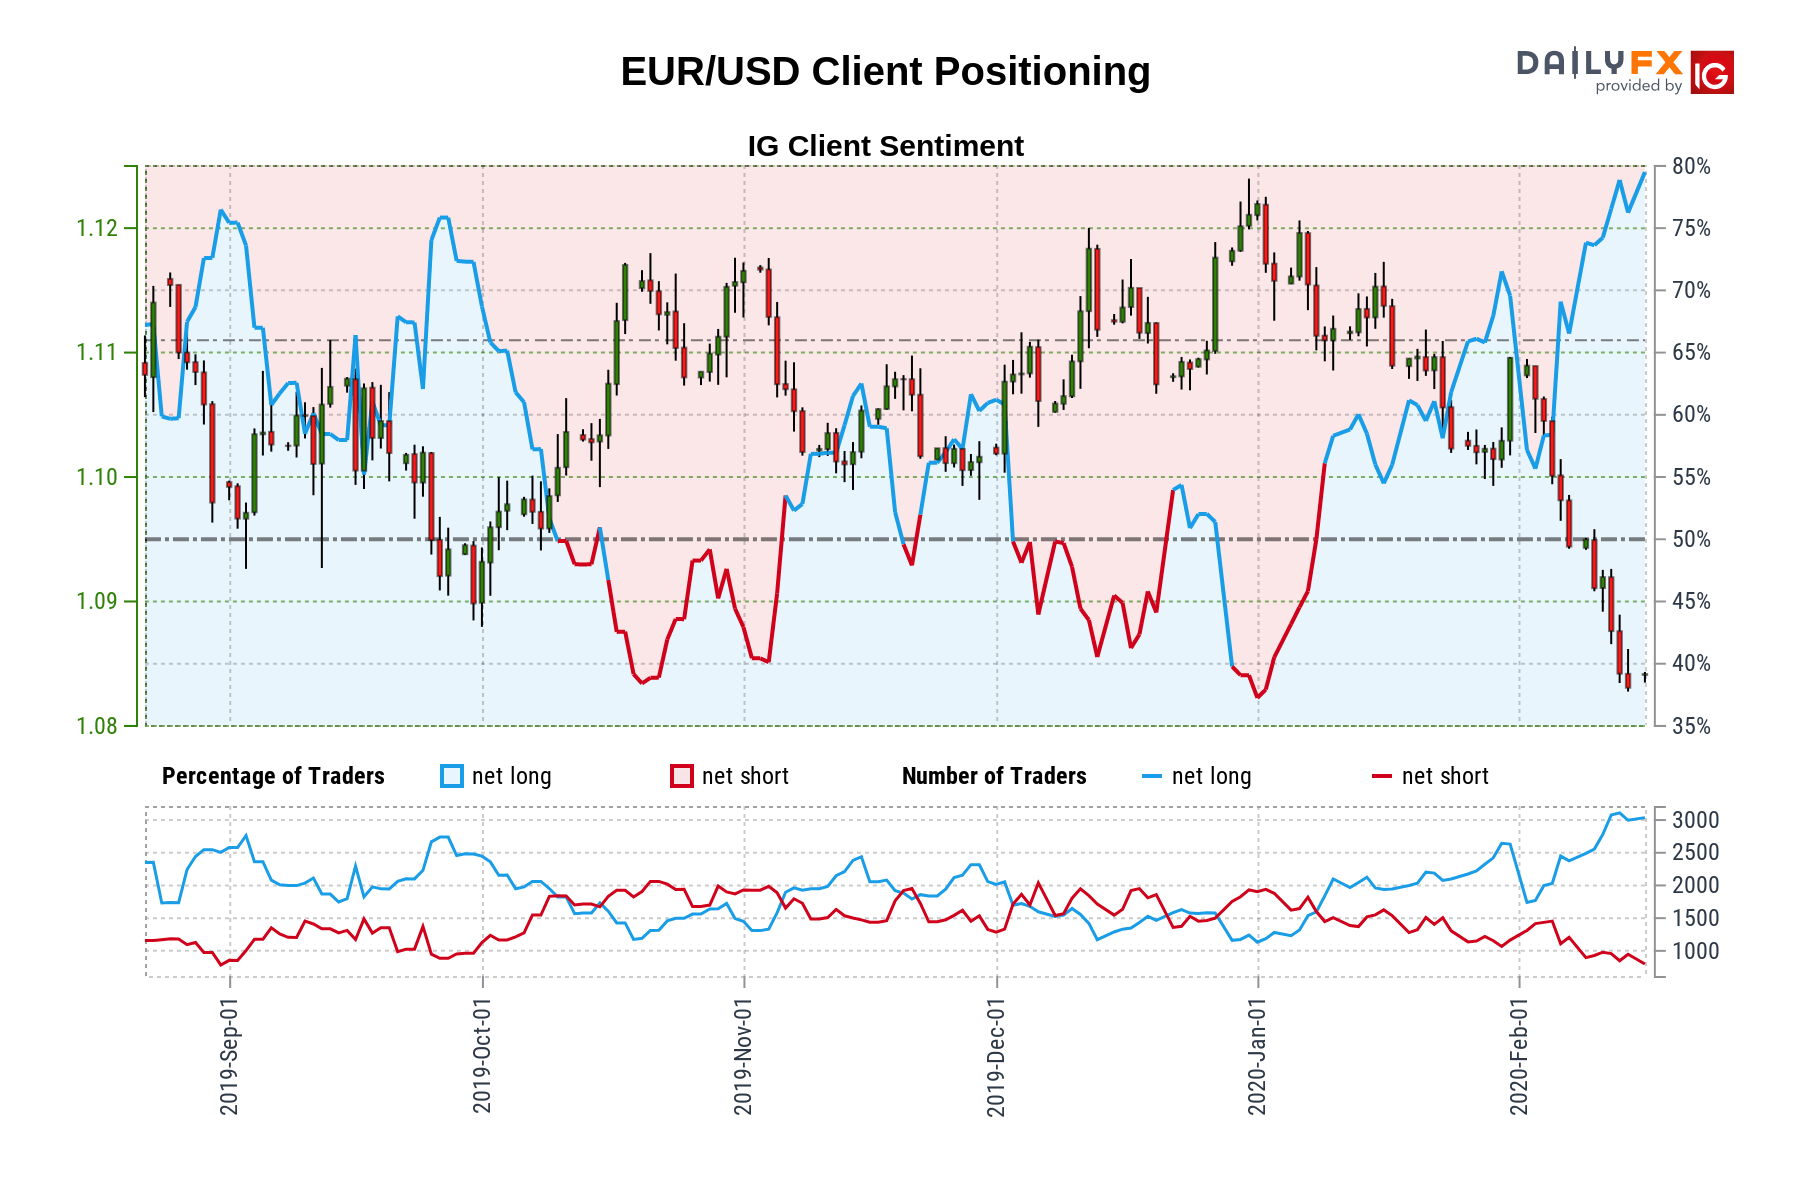 EUR/USD Client Positioning
DAILYFX
provided by
IG
IG Client Sentiment
1.12
1.11
1.10
1.09
1.08
80%
75%
70%
65%
60%
55%
50%
45%
40%
35%
Percentage of Traders net long net short Number of Traders net long net short
3000
2500
2000
1500
1000
2019-Sep-01
2019-Oct-01
2019-Nov-01
2019-Dec-01
2020-Jan-01
2020-Feb-01